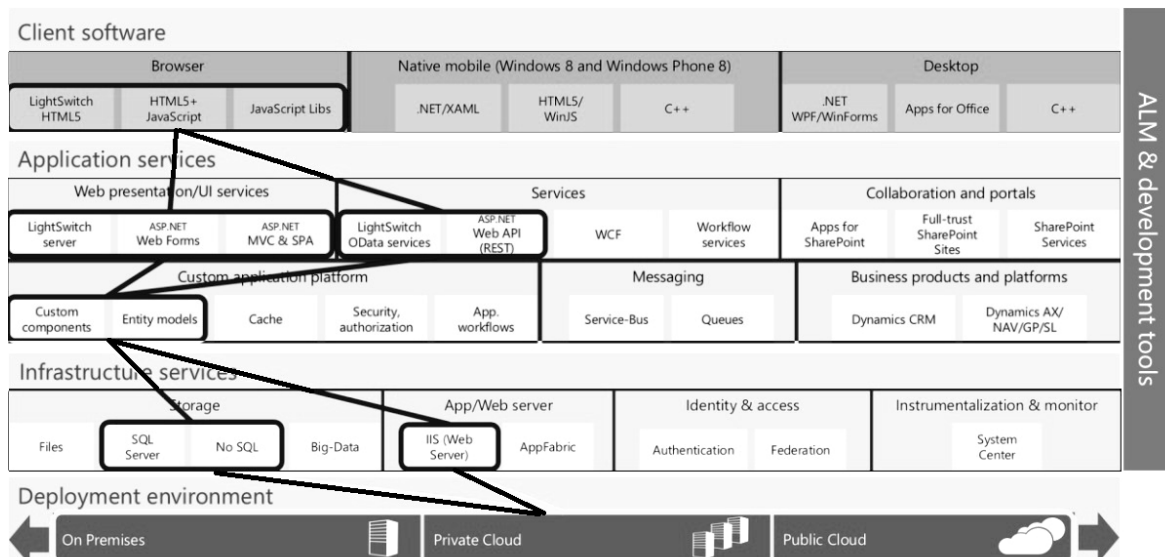 Client software
Browser
Native mobile (Windows 8 and Windows Phone 8)
Desktop
LightSwitch
HTML5
HTML5+
JavaScript
JavaScript Libs
.NET/XAML
HTML5/
WinJS
C++
.NET
WPF/WinForms
Apps for Office
C++
Application services
Web presentation/UI services
Services
Collaboration and portals
LightSwitch
server
ASP.NET
Web Forms
ASP.NET
MVC & SPA
LightSwitch
OData services
ASP.NET
Web API
(REST)
WCF
Workflow
services
Apps for
SharePoint
Full-trust
SharePoint
Sites
SharePoint
Services
Custom application platform
Messaging
Business products and platforms
Custom
components
Entity models
Cache
Security,
authorization
App.
workflows
Service-Bus
Queues
Dynamics CRM
Dynamics AX/
NAV/GP/SL
Infrastructure services
Storage
App/Web server
Identity & access
Instrumentalization & monitor
Files
SQL
Server
No SQL
Big-Data
IIS (Web
Server)
AppFabric
Authentication
Federation
System
Center
Deployment environment
On Premises
Private Cloud
Public Cloud
ALM & development tools